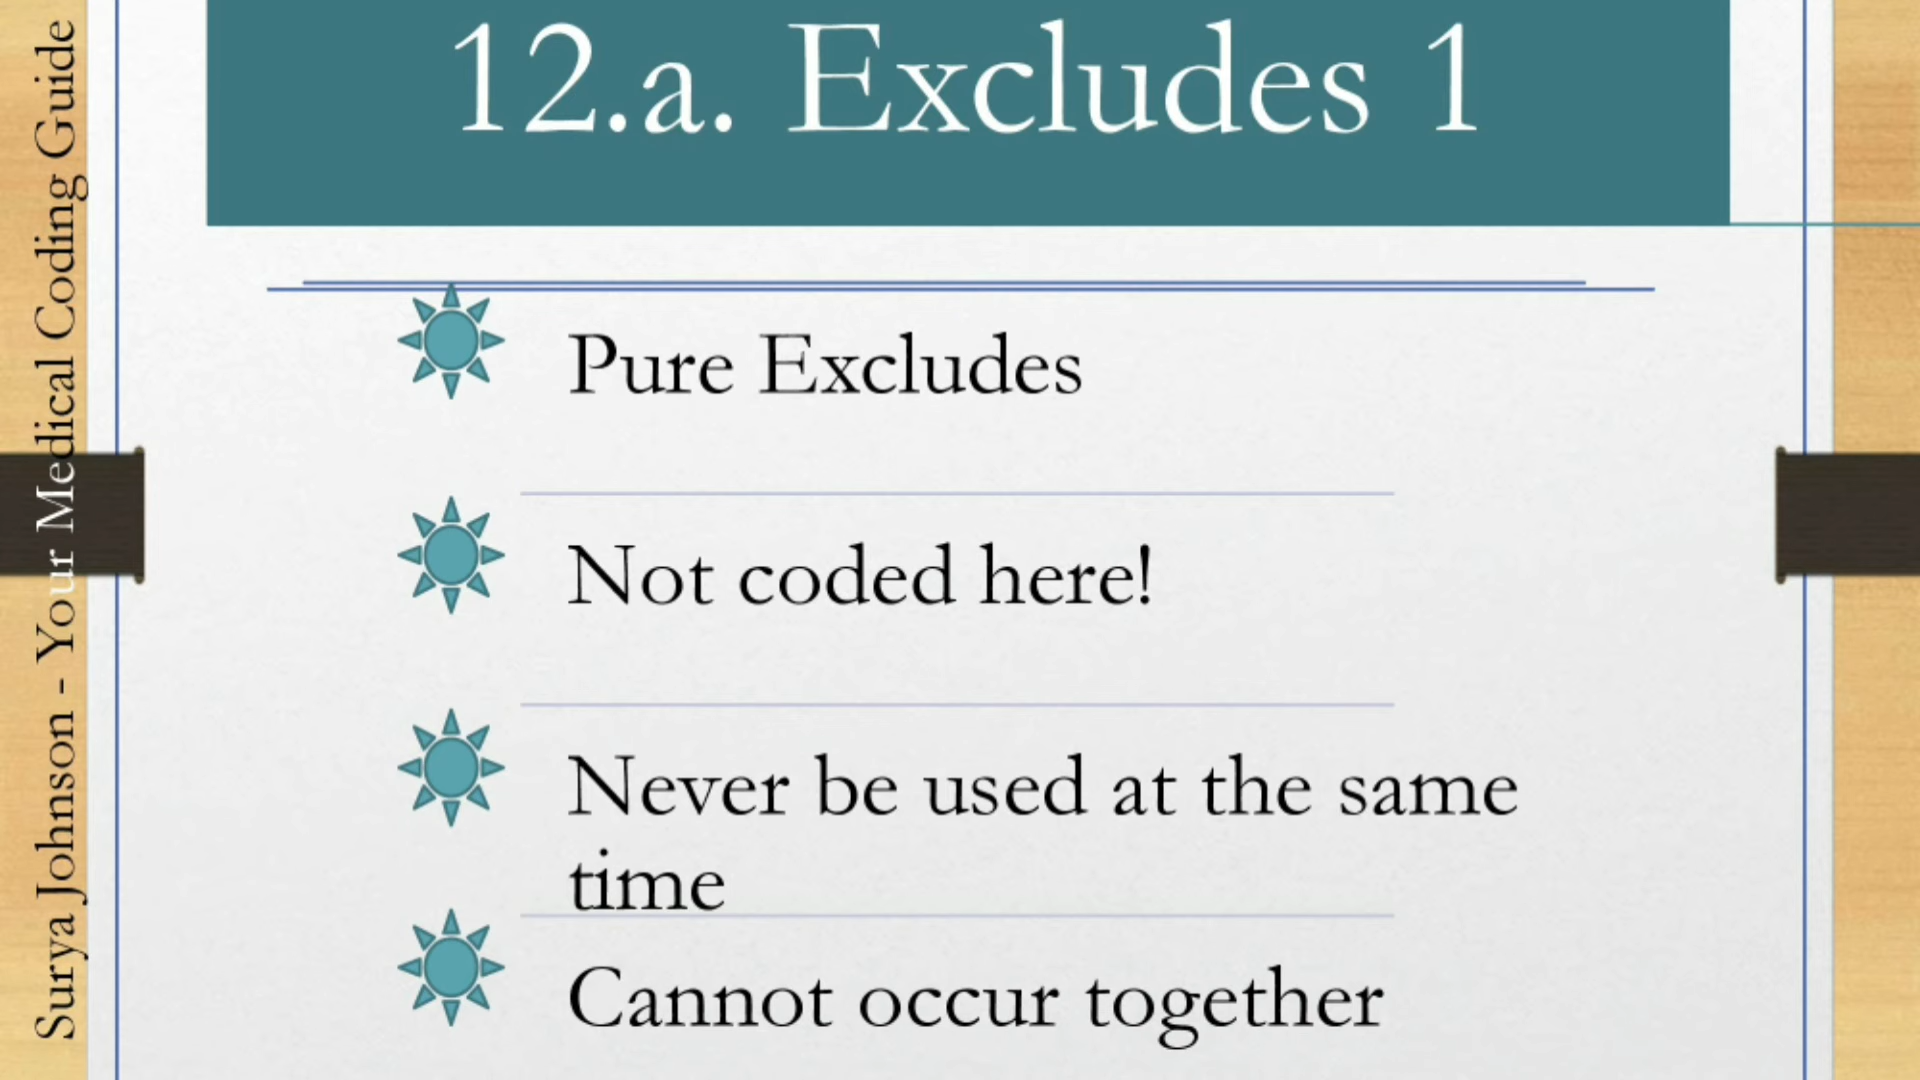 12.a. Excludes 1
Pure Excludes
Not coded here!
Never be used at the same
time
Cannot occur together
Surya Johnson - Your Medical Coding Guide